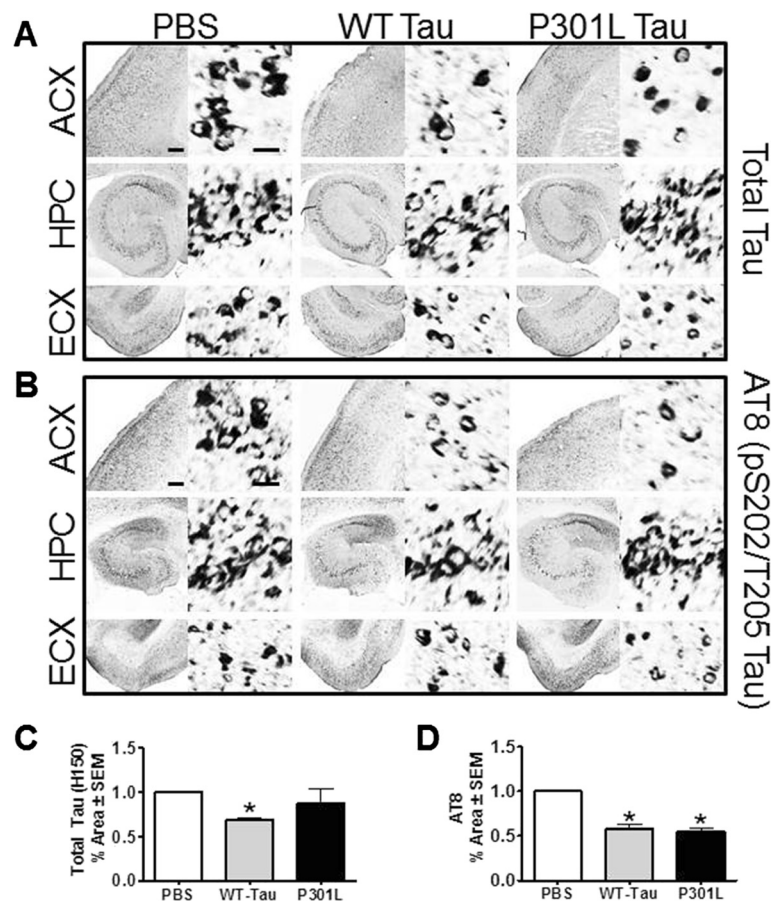 A
PBS WT Tau P301L Tau
ACX
HPC
ECX
Total Tau
B
ACX
HPC
ECX
AT8 (pS202/T205 Tau)
C
Total Tau (H150)
% Area ± SEM
1.5
1.0
0.5
0.0
*
PBS WT-Tau P301L
D
AT8
% Area ± SEM
1.5
1.0
0.5
0.0
* *
PBS WT-Tau P301L